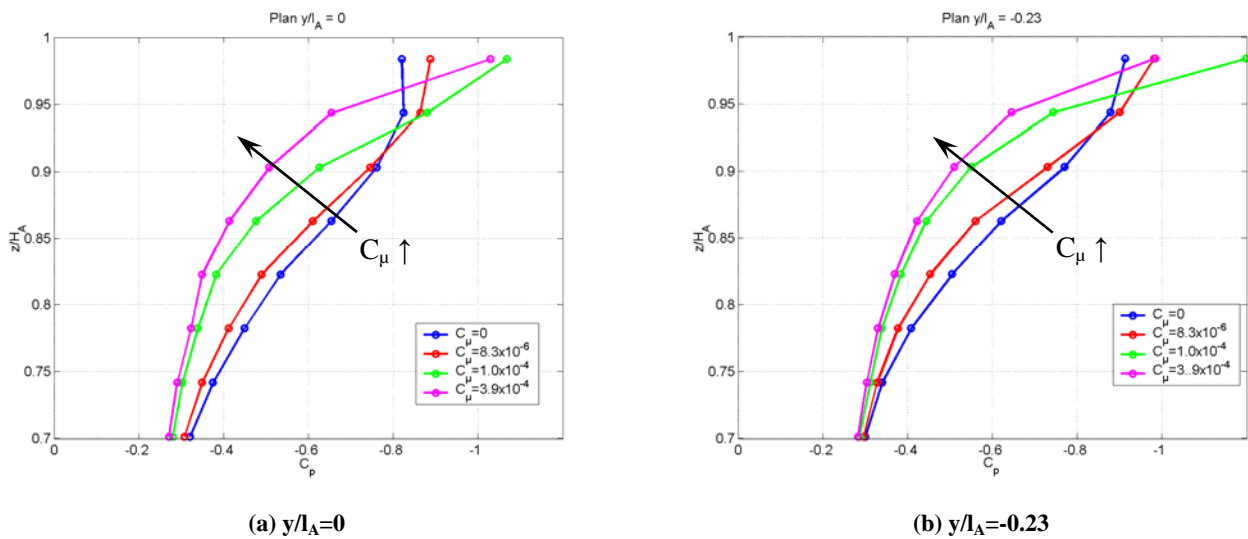 Plan y/l_A = 0
1
0.95
0.9
0.85
0.8
0.75
0.7
z/H_A
0 -0.2 -0.4 -0.6 -0.8 -1
C_p
C_μ ↑
C_μ=0
C_μ=8.3x10^-6
C_μ=1.0x10^-4
C_μ=3.9x10^-4
(a) y/l_A=0
Plan y/l_A = -0.23
1
0.95
0.9
0.85
0.8
0.75
0.7
z/H_A
0 -0.2 -0.4 -0.6 -0.8 -1
C_p
C_μ ↑
C_μ=0
C_μ=8.3x10^-6
C_μ=1.0x10^-4
C_μ=3..9x10^-4
(b) y/l_A=-0.23